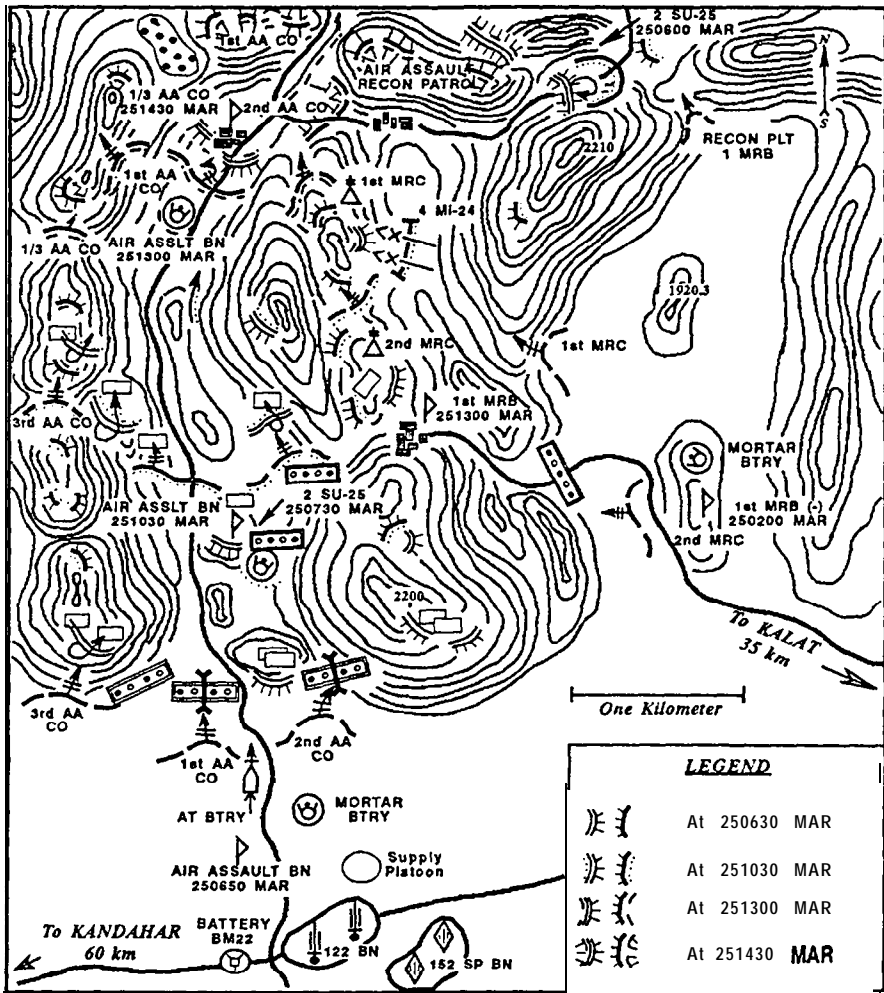 2 SU-25
250600 MAR
1st AA CO
AIR ASSAULT
RECON PATROL
N
S
1/3 AA CO
251430 MAR
2nd AA CO
2210
RECON PLT
1 MRB
1st AA
CO
1st MRC
4 Mi-24
AIR ASSLT BN
251300 MAR
1/3 AA CO
1920.3
2nd MRC
1st MRC
1st MRB
251300 MAR
3rd AA CO
MORTAR
BTRY
AIR ASSLT BN
251030 MAR
2 SU-25
250730 MAR
1st MRB (-)
250200 MAR
2nd MRC
2200
To KALAT
35 km
3rd AA
CO
One Kilometer
1st AA
CO
2nd AA
CO
AT BTRY
MORTAR
BTRY
AIR ASSAULT BN
250650 MAR
Supply
Platoon
To KANDAHAR
60 km
BATTERY
BM22
122 BN
152 SP BN
LEGEND
At 250630 MAR
At 251030 MAR
At 251300 MAR
At 251430 MAR